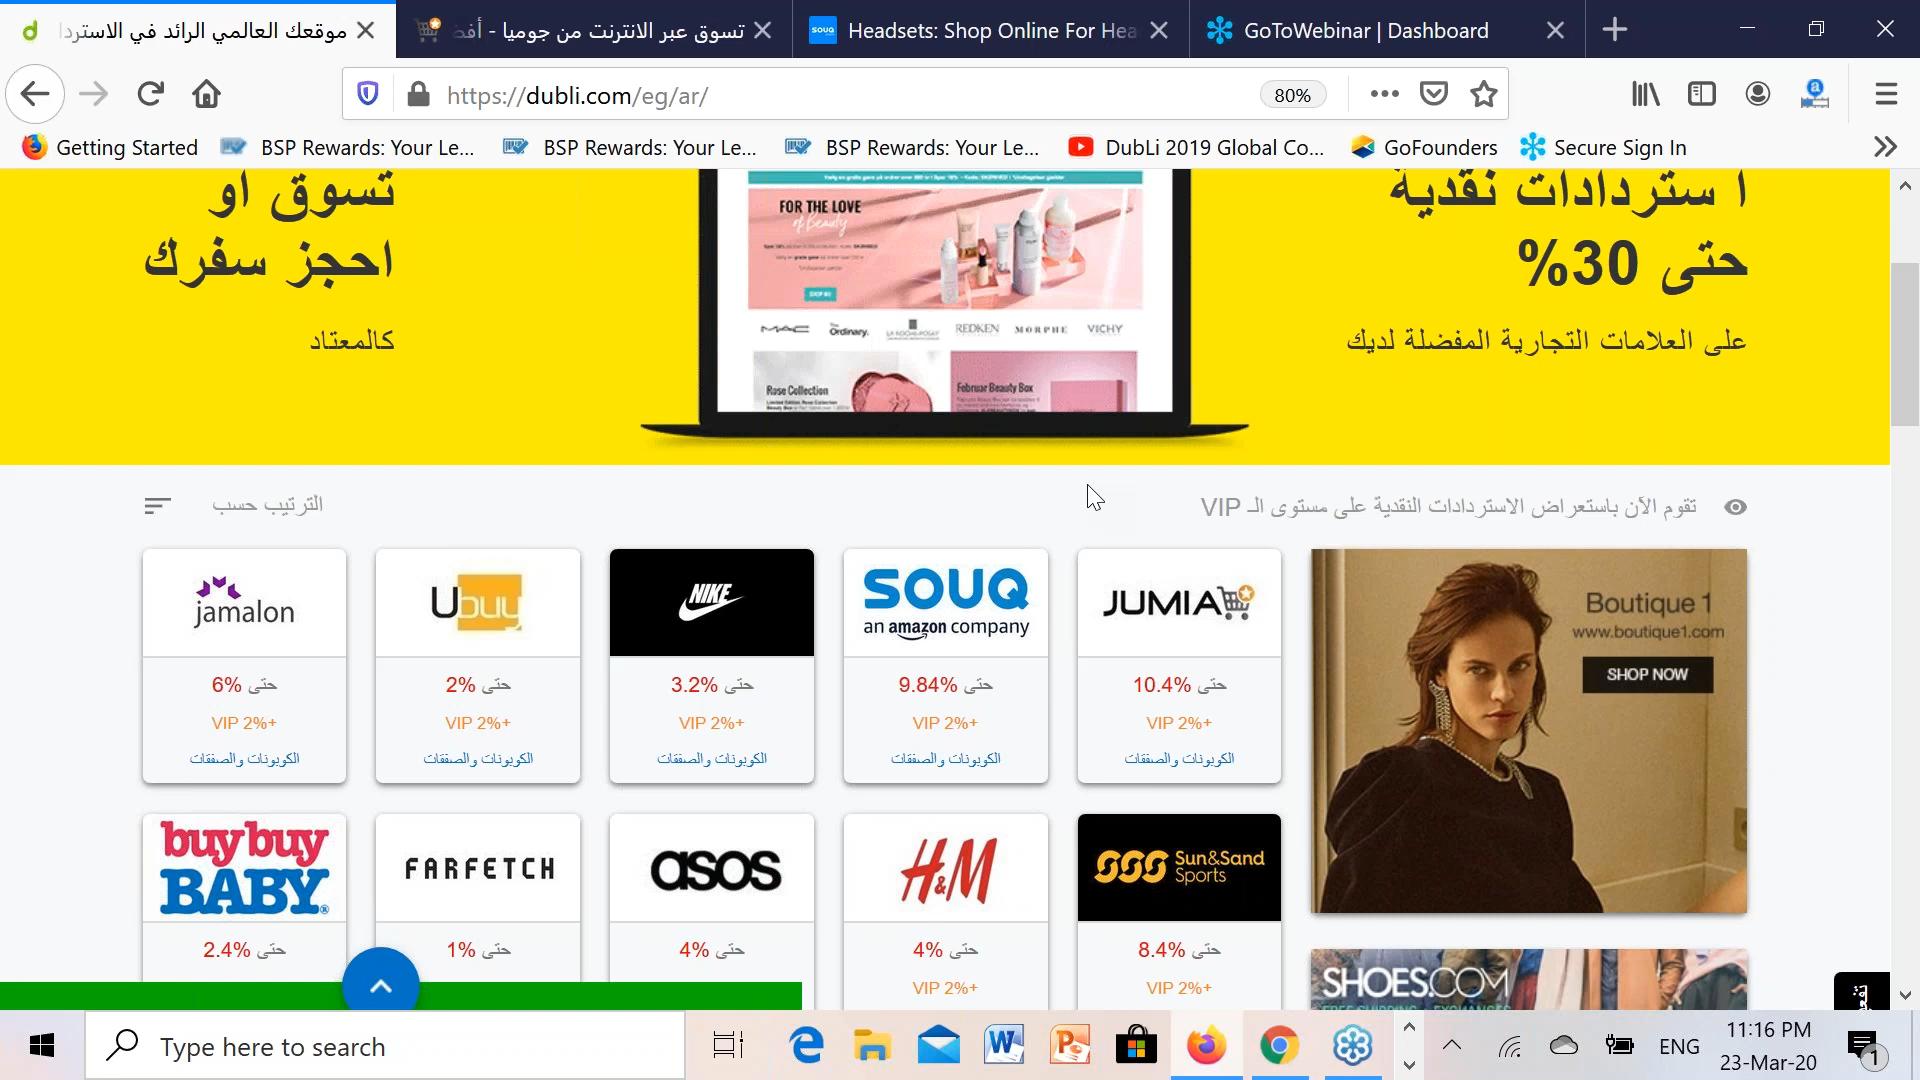 موقعك العالمي الرائد في الاستردا
تسوق عبر الانترنت من جوميا - أفض
souq
Headsets: Shop Online For Hea
GoToWebinar | Dashboard
https://dubli.com/eg/ar/
80%
Getting Started
BSP Rewards: Your Le...
BSP Rewards: Your Le...
BSP Rewards: Your Le...
DubLi 2019 Global Co...
GoFounders
Secure Sign In
ا ستردادات نقدية
حتى 30%
على العلامات التجارية المفضلة لديك
FOR THE LOVE
of Beauty
SHOP NU
MAC
The Ordinary.
LA ROCHE-POSAY
REDKEN
MORPHE
VICHY
Rose Collection
Februar Beauty Box
تسوق او
احجز سفرك
كالمعتاد
تقوم الآن باستعراض الاستردادات النقدية على مستوى الـ VIP
الترتيب حسب
JUMIA
حتى 10.4%
VIP 2%+
الكوبونات والصفقات
SOUQ
an amazon company
حتى 9.84%
VIP 2%+
الكوبونات والصفقات
NIKE
حتى 3.2%
VIP 2%+
الكوبونات والصفقات
Ubuy
حتى 2%
VIP 2%+
الكوبونات والصفقات
jamalon
حتى 6%
VIP 2%+
الكوبونات والصفقات
Boutique 1
www.boutique1.com
SHOP NOW
Sun&Sand
Sports
حتى 8.4%
VIP 2%+
H&M
حتى 4%
VIP 2%+
asos
حتى 4%
FARFETCH
حتى 1%
buy buy
BABY
حتى 2.4%
SHOES.COM
FREE SHIPPING EXCHANGES
Type here to search
ENG
11:16 PM
23-Mar-20
1